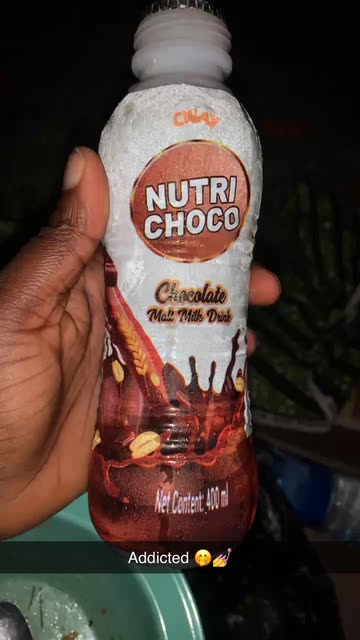 CWAY
NUTRI
CHOCO
Chocolate
Malt Milk Drink
Net Content: 400 ml
Addicted 🤭💅